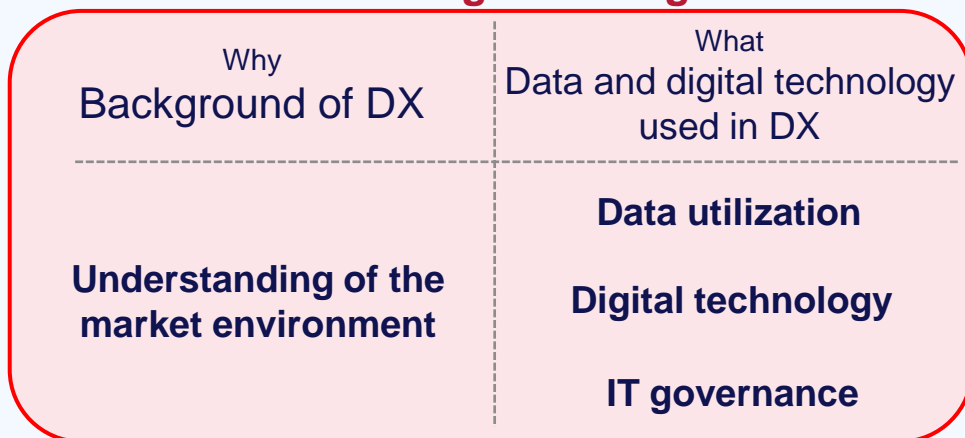 Why
Background of DX
What
Data and digital technology
used in DX
Understanding of the
market environment
Data utilization
Digital technology
IT governance